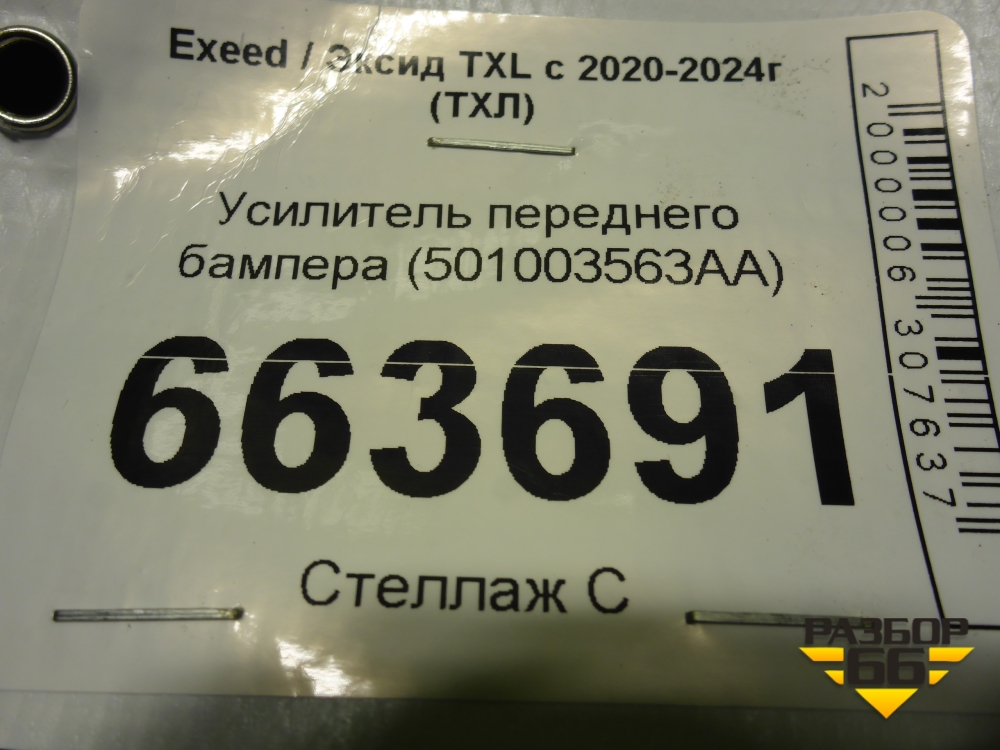 Exeed / Эксид TXL с 2020-2024г
(ТХЛ)
Усилитель переднего
бампера (501003563AA)
663691
Стеллаж С
2000006307637
РАЗБОР
66